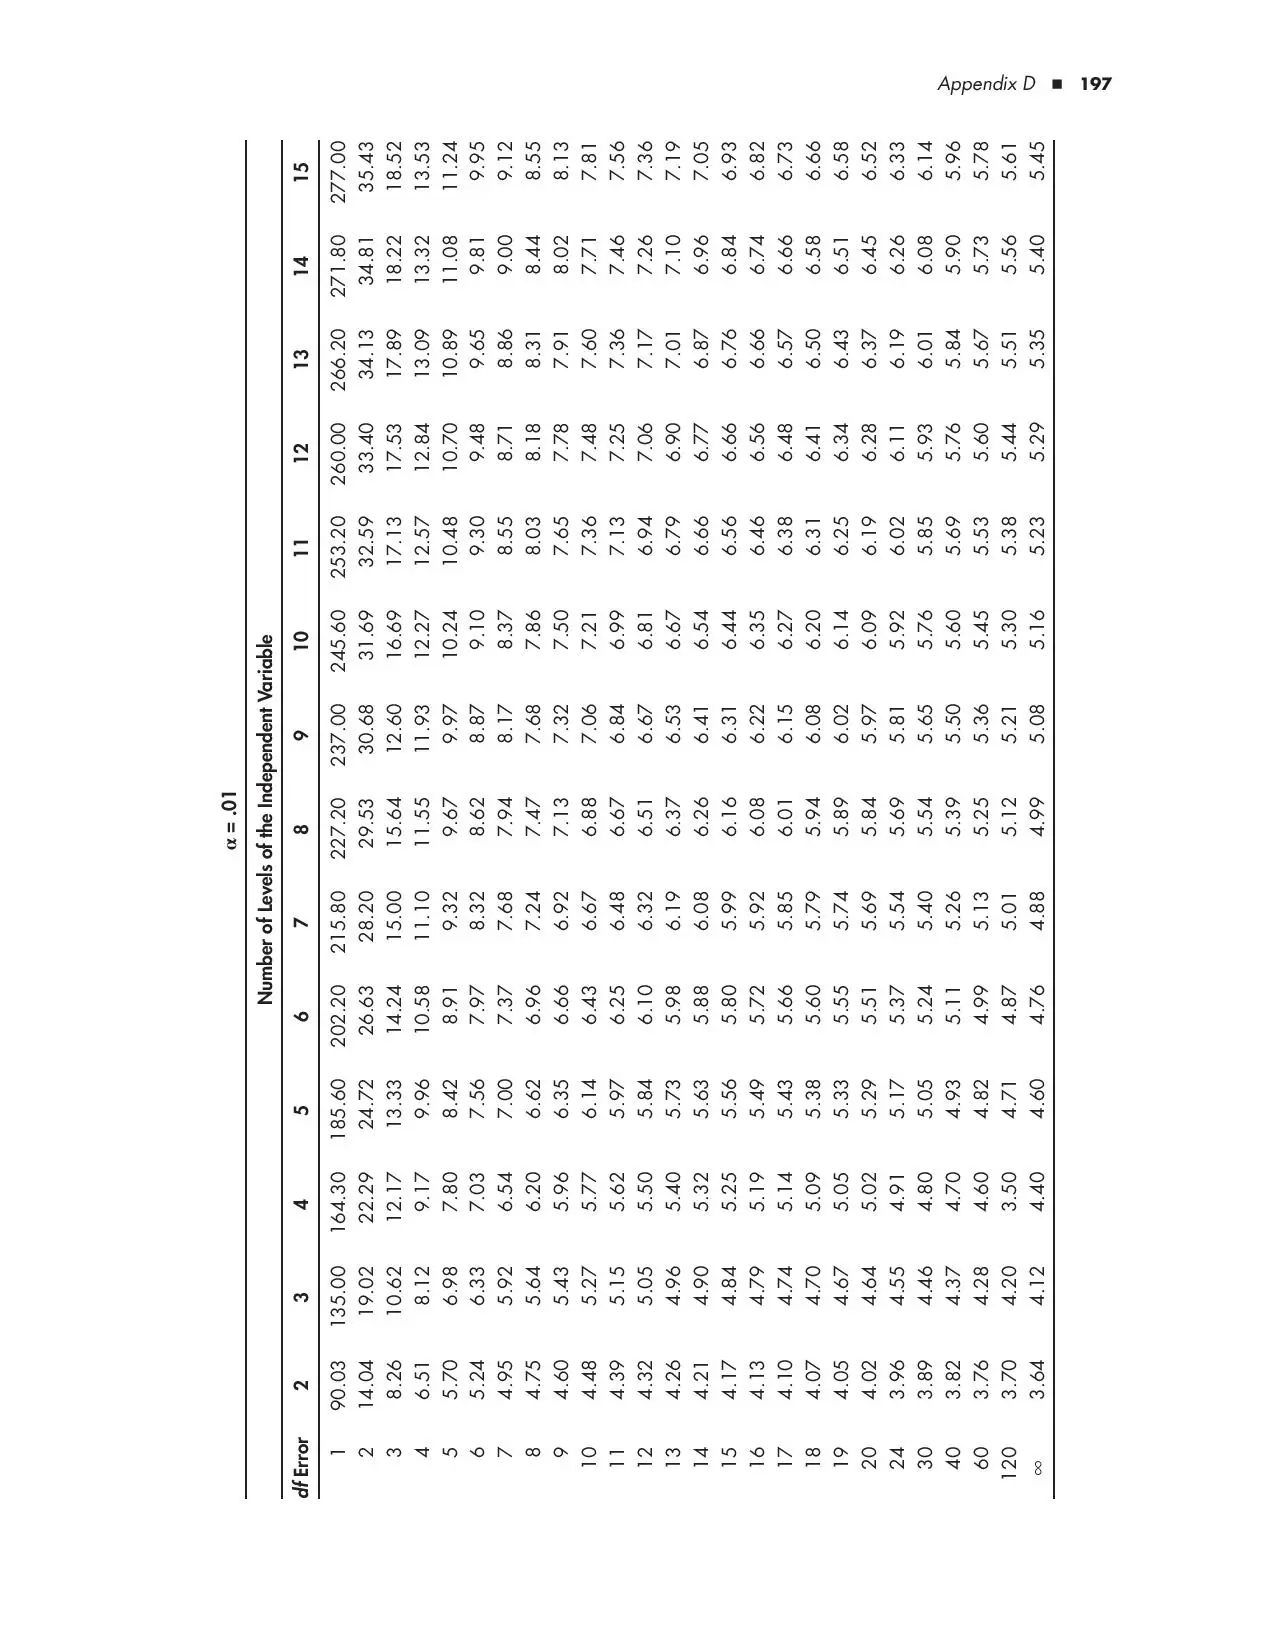 Appendix D ■ 197
α = .01
Number of Levels of the Independent Variable
df Error 2 3 4 5 6 7 8 9 10 11 12 13 14 15
1 90.03 135.00 164.30 185.60 202.20 215.80 227.20 237.00 245.60 253.20 260.00 266.20 271.80 277.00
2 14.04 19.02 22.29 24.72 26.63 28.20 29.53 30.68 31.69 32.59 33.40 34.13 34.81 35.43
3 8.26 10.62 12.17 13.33 14.24 15.00 15.64 12.60 16.69 17.13 17.53 17.89 18.22 18.52
4 6.51 8.12 9.17 9.96 10.58 11.10 11.55 11.93 12.27 12.57 12.84 13.09 13.32 13.53
5 5.70 6.98 7.80 8.42 8.91 9.32 9.67 9.97 10.24 10.48 10.70 10.89 11.08 11.24
6 5.24 6.33 7.03 7.56 7.97 8.32 8.62 8.87 9.10 9.30 9.48 9.65 9.81 9.95
7 4.95 5.92 6.54 7.00 7.37 7.68 7.94 8.17 8.37 8.55 8.71 8.86 9.00 9.12
8 4.75 5.64 6.20 6.62 6.96 7.24 7.47 7.68 7.86 8.03 8.18 8.31 8.44 8.55
9 4.60 5.43 5.96 6.35 6.66 6.92 7.13 7.32 7.50 7.65 7.78 7.91 8.02 8.13
10 4.48 5.27 5.77 6.14 6.43 6.67 6.88 7.06 7.21 7.36 7.48 7.60 7.71 7.81
11 4.39 5.15 5.62 5.97 6.25 6.48 6.67 6.84 6.99 7.13 7.25 7.36 7.46 7.56
12 4.32 5.05 5.50 5.84 6.10 6.32 6.51 6.67 6.81 6.94 7.06 7.17 7.26 7.36
13 4.26 4.96 5.40 5.73 5.98 6.19 6.37 6.53 6.67 6.79 6.90 7.01 7.10 7.19
14 4.21 4.90 5.32 5.63 5.88 6.08 6.26 6.41 6.54 6.66 6.77 6.87 6.96 7.05
15 4.17 4.84 5.25 5.56 5.80 5.99 6.16 6.31 6.44 6.56 6.66 6.76 6.84 6.93
16 4.13 4.79 5.19 5.49 5.72 5.92 6.08 6.22 6.35 6.46 6.56 6.66 6.74 6.82
17 4.10 4.74 5.14 5.43 5.66 5.85 6.01 6.15 6.27 6.38 6.48 6.57 6.66 6.73
18 4.07 4.70 5.09 5.38 5.60 5.79 5.94 6.08 6.20 6.31 6.41 6.50 6.58 6.66
19 4.05 4.67 5.05 5.33 5.55 5.74 5.89 6.02 6.14 6.25 6.34 6.43 6.51 6.58
20 4.02 4.64 5.02 5.29 5.51 5.69 5.84 5.97 6.09 6.19 6.28 6.37 6.45 6.52
24 3.96 4.55 4.91 5.17 5.37 5.54 5.69 5.81 5.92 6.02 6.11 6.19 6.26 6.33
30 3.89 4.46 4.80 5.05 5.24 5.40 5.54 5.65 5.76 5.85 5.93 6.01 6.08 6.14
40 3.82 4.37 4.70 4.93 5.11 5.26 5.39 5.50 5.60 5.69 5.76 5.84 5.90 5.96
60 3.76 4.28 4.60 4.82 4.99 5.13 5.25 5.36 5.45 5.53 5.60 5.67 5.73 5.78
120 3.70 4.20 3.50 4.71 4.87 5.01 5.12 5.21 5.30 5.38 5.44 5.51 5.56 5.61
∞ 3.64 4.12 4.40 4.60 4.76 4.88 4.99 5.08 5.16 5.23 5.29 5.35 5.40 5.45